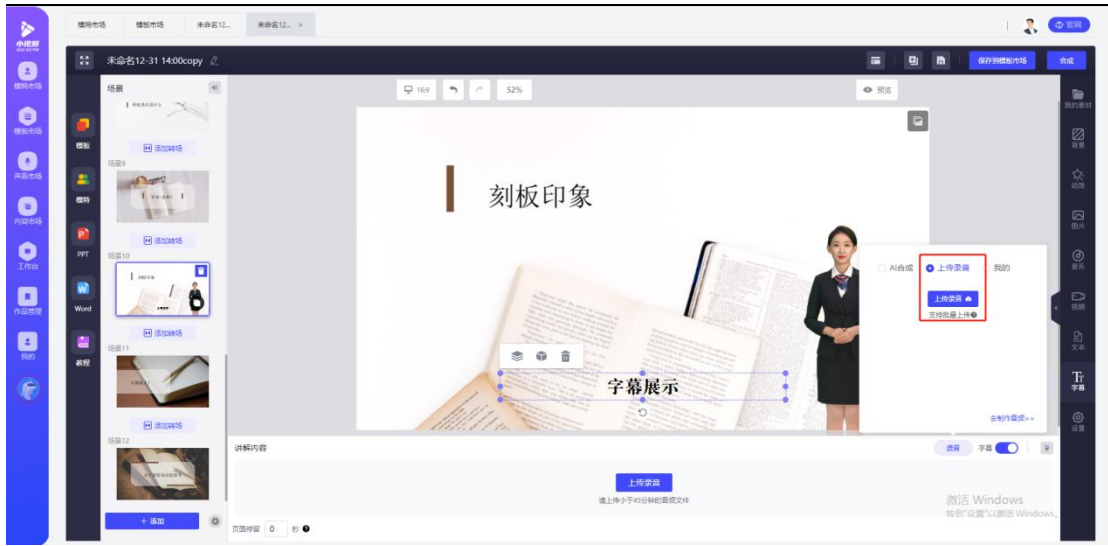 模特市场 模板市场 未命名12... 未命名12... ×
官网
未命名12-31 14:00copy
保存到模板市场 合成
模特市场
模板市场
声音市场
内容市场
工作台
作品管理
我的
模板
模特
PPT
Word
教程
场景
添加转场
场景9
添加转场
场景10
添加转场
场景11
添加转场
场景12
+ 添加
16:9 52%
预览
刻板印象
字幕展示
AI合成 上传录音 我的
上传录音
支持批量上传
去制作音频>>
我的素材
背景
动效
图片
音乐
视频
文本
字幕
设置
讲解内容
语音 字幕
上传录音
请上传小于45分钟的音频文件
页面停留 0 秒
激活 Windows
转到"设置"以激活 Windows。